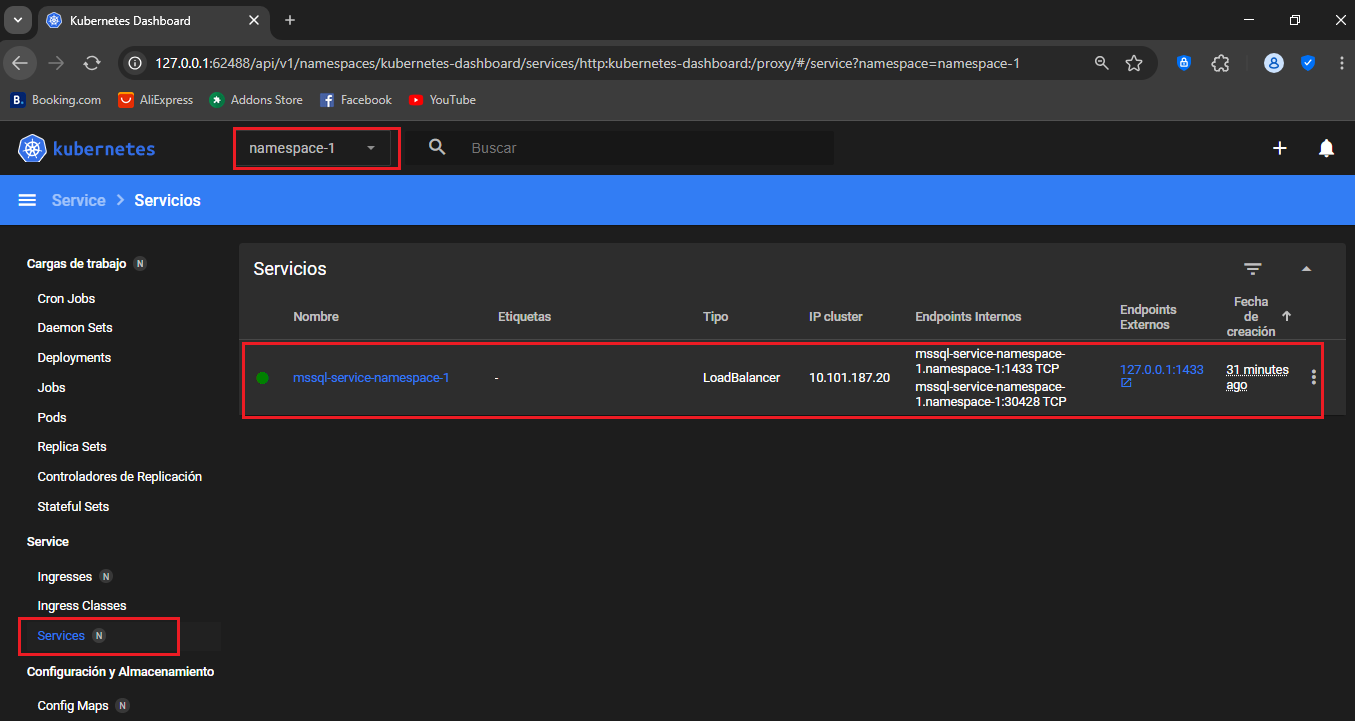 Kubernetes Dashboard
127.0.0.1:62488/api/v1/namespaces/kubernetes-dashboard/services/http:kubernetes-dashboard:/proxy/#/service?namespace=namespace-1
B. Booking.com AliExpress Addons Store Facebook YouTube
kubernetes namespace-1 Buscar
Service Servicios
Cargas de trabajo N
Cron Jobs
Daemon Sets
Deployments
Jobs
Pods
Replica Sets
Controladores de Replicación
Stateful Sets
Service
Ingresses N
Ingress Classes
Services N
Configuración y Almacenamiento
Config Maps N
Servicios
Nombre Etiquetas Tipo IP cluster Endpoints Internos Endpoints Externos Fecha de creación
mssql-service-namespace-1 - LoadBalancer 10.101.187.20
mssql-service-namespace-
1.namespace-1:1433 TCP
mssql-service-namespace-
1.namespace-1:30428 TCP
127.0.0.1:1433
31 minutes
ago